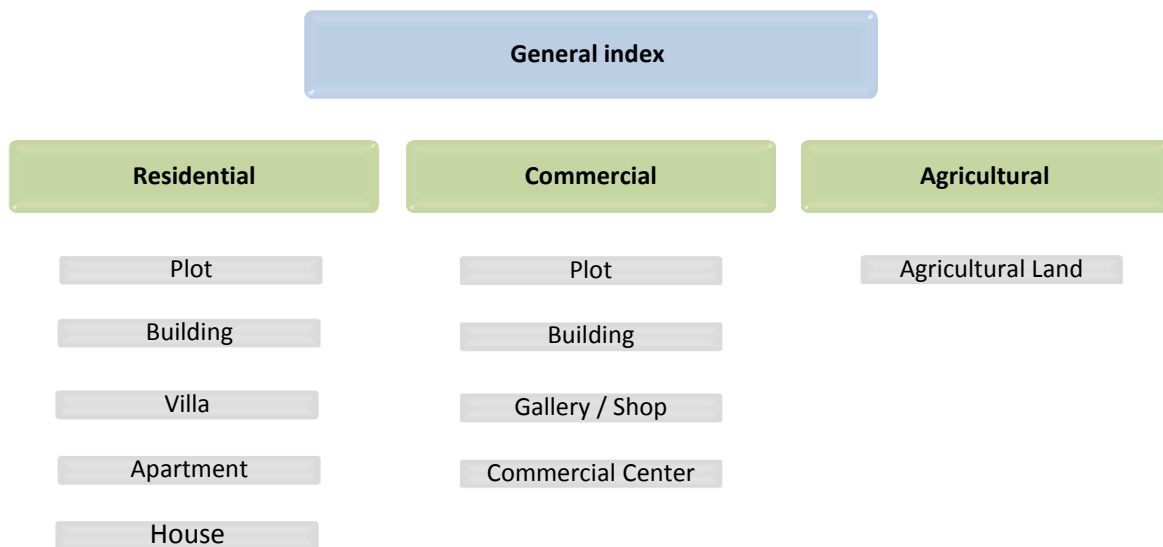 General index
Residential
Commercial
Agricultural
Plot
Plot
Agricultural Land
Building
Building
Villa
Gallery / Shop
Apartment
Commercial Center
House